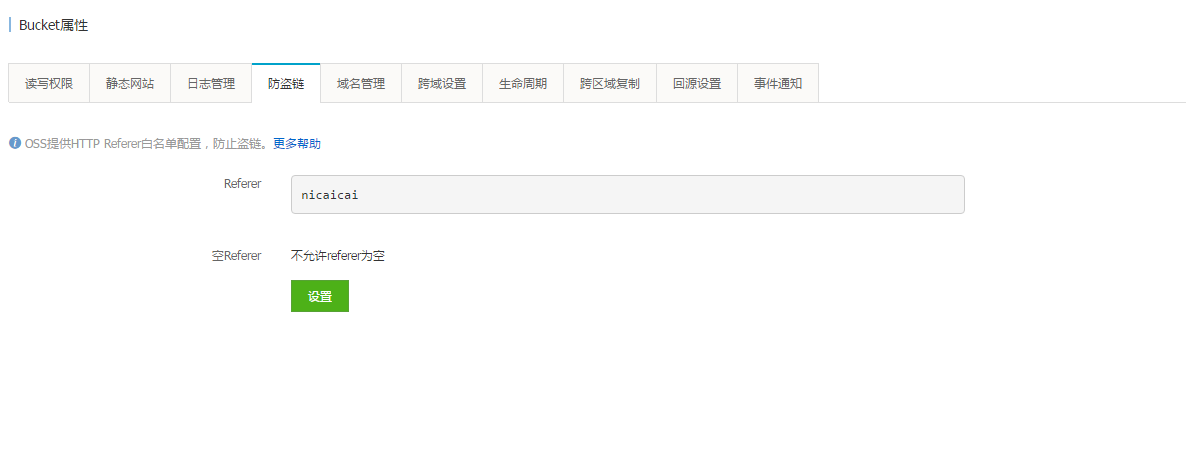 Bucket属性
读写权限 静态网站 日志管理 防盗链 域名管理 跨域设置 生命周期 跨区域复制 回源设置 事件通知
OSS提供HTTP Referer白名单配置，防止盗链。更多帮助
Referer nicaicai
空Referer 不允许referer为空
设置